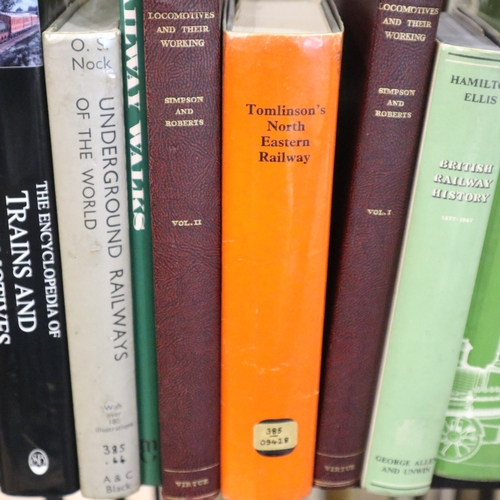 THE ENCYCLOPEDIA OF
TRAINS AND
O. S.
Nock
UNDERGROUND RAILWAYS
OF THE WORLD
With
over
180
illustrations
385
.66
A & C
Black
WALKS
LOCOMOTIVES
AND THEIR
WORKING
SIMPSON
AND
ROBERTS
VOL. II
VIRTUE
Tomlinson's
North
Eastern
Railway
385
09428
LOCOMOTIVES
AND THEIR
WORKING
SIMPSON
AND
ROBERTS
VOL. I
VIRTUE
ELLIS
BRITISH
RAILWAY
HISTORY
GEORGE ALLEN
AND UNWIN